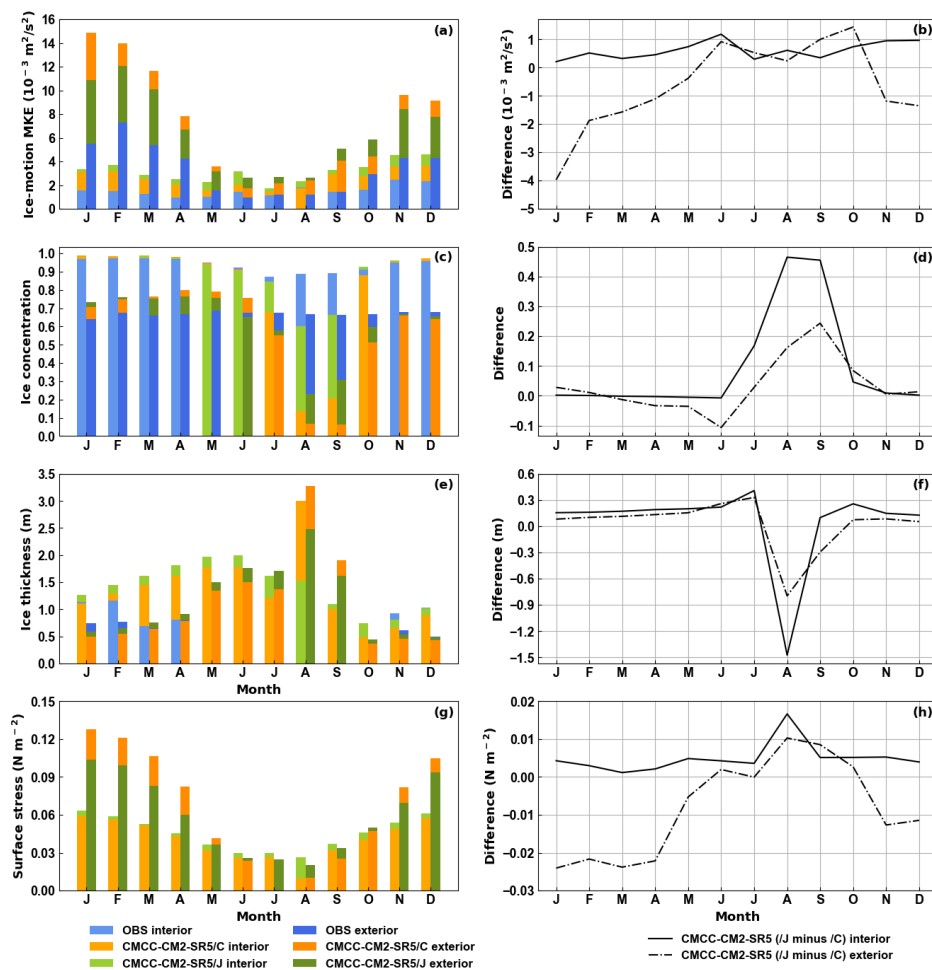 (a)
Ice-motion MKE (10⁻³ m²/s²)
16
14
12
10
8
6
4
2
0
J F M A M J J A S O N D
(b)
Difference (10⁻³ m²/s²)
1
0
−1
−2
−3
−4
−5
J F M A M J J A S O N D
(c)
Ice concentration
1.0
0.9
0.8
0.7
0.6
0.5
0.4
0.3
0.2
0.1
0.0
J F M A M J J A S O N D
(d)
Difference
0.5
0.4
0.3
0.2
0.1
0.0
−0.1
J F M A M J J A S O N D
(e)
Ice thickness (m)
3.5
3.0
2.5
2.0
1.5
1.0
0.5
0.0
J F M A M J J A S O N D
Month
(f)
Difference (m)
0.3
0.0
−0.3
−0.6
−0.9
−1.2
−1.5
J F M A M J J A S O N D
(g)
Surface stress (N m⁻²)
0.15
0.12
0.09
0.06
0.03
0.00
J F M A M J J A S O N D
Month
(h)
Difference (N m⁻²)
0.02
0.01
0.00
−0.01
−0.02
−0.03
J F M A M J J A S O N D
Month
OBS interior
CMCC-CM2-SR5/C interior
CMCC-CM2-SR5/J interior
OBS exterior
CMCC-CM2-SR5/C exterior
CMCC-CM2-SR5/J exterior
CMCC-CM2-SR5 (/J minus /C) interior
CMCC-CM2-SR5 (/J minus /C) exterior